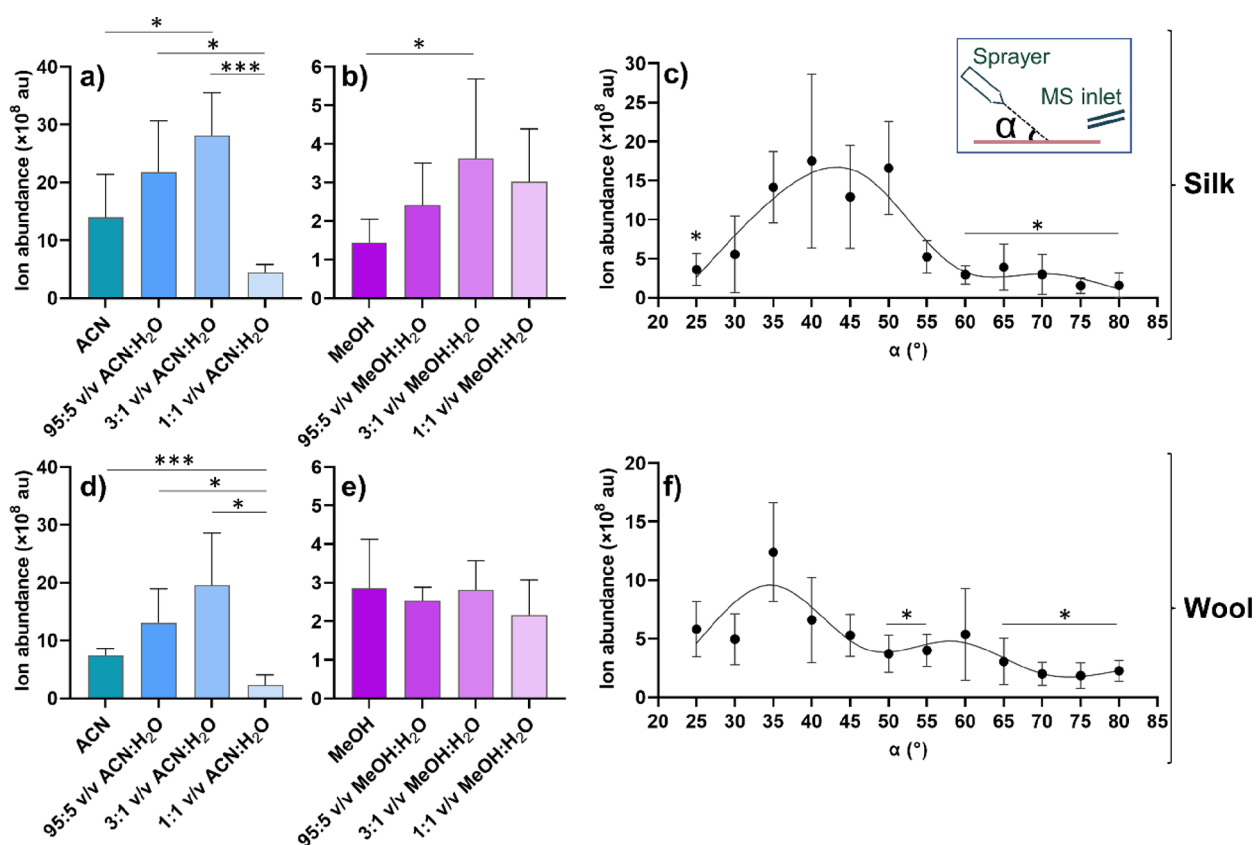 a)
Ion abundance (×10⁸ au)
40
30
20
10
0
*
*
***
ACN
95:5 v/v ACN:H₂O
3:1 v/v ACN:H₂O
1:1 v/v ACN:H₂O
b)
6
5
4
3
2
1
0
*
MeOH
95:5 v/v MeOH:H₂O
3:1 v/v MeOH:H₂O
1:1 v/v MeOH:H₂O
c)
Ion abundance (×10⁸ au)
30
25
20
15
10
5
0
*
*
Sprayer
MS inlet
α
20 25 30 35 40 45 50 55 60 65 70 75 80 85
α (°)
Silk
d)
Ion abundance (×10⁸ au)
40
30
20
10
0
***
*
*
ACN
95:5 v/v ACN:H₂O
3:1 v/v ACN:H₂O
1:1 v/v ACN:H₂O
e)
6
5
4
3
2
1
0
MeOH
95:5 v/v MeOH:H₂O
3:1 v/v MeOH:H₂O
1:1 v/v MeOH:H₂O
f)
Ion abundance (×10⁸ au)
20
15
10
5
0
*
*
20 25 30 35 40 45 50 55 60 65 70 75 80 85
α (°)
Wool